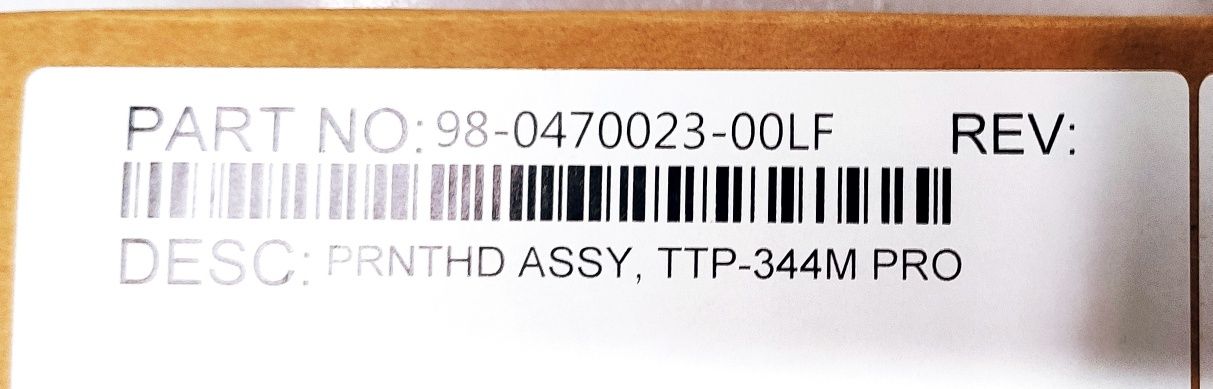 PART NO:98-0470023-00LF REV:
DESC: PRNTHD ASSY, TTP-344M PRO